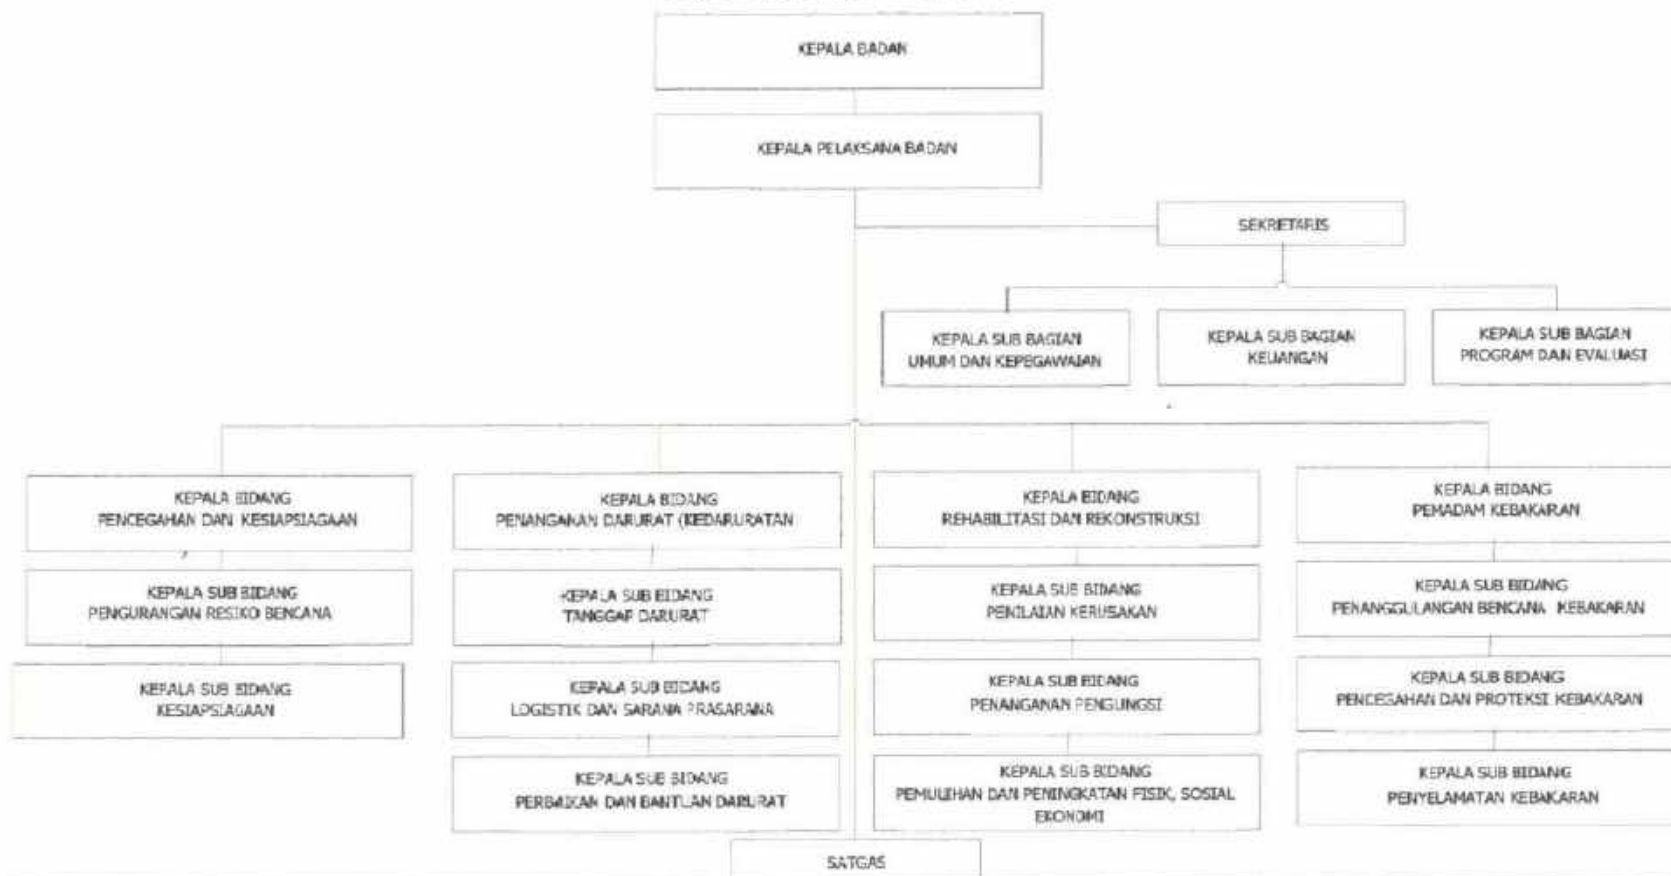 KEPALA BADAN
KEPALA PELAKSANA BADAN
SEKRETARIS
KEPALA SUB BAGIAN
UMUM DAN KEPEGAWAIAN
KEPALA SUB BAGIAN
KEUANGAN
KEPALA SUB BAGIAN
PROGRAM DAN EVALUASI
KEPALA BIDANG
PENCEGAHAN DAN KESIAPSIAGAAN
KEPALA BIDANG
PENANGANAN DARURAT (KEDARURATAN
KEPALA BIDANG
REHABILITASI DAN REKONSTRUKSI
KEPALA BIDANG
PEMADAM KEBAKARAN
KEPALA SUB BIDANG
PENGURANGAN RESIKO BENCANA
KEPALA SUB BIDANG
TANGGAP DARURAT
KEPALA SUB BIDANG
PENILAIAN KERUSAKAN
KEPALA SUB BIDANG
PENANGGULANGAN BENCANA KEBAKARAN
KEPALA SUB BIDANG
KESIAPSIAGAAN
KEPALA SUB BIDANG
LOGISTIK DAN SARANA PRASARANA
KEPALA SUB BIDANG
PENANGANAN PENGUNGSI
KEPALA SUB BIDANG
PENCEGAHAN DAN PROTEKSI KEBAKARAN
KEPALA SUB BIDANG
PERBAIKAN DAN BANTUAN DARURAT
KEPALA SUB BIDANG
PEMULIHAN DAN PENINGKATAN FISIK, SOSIAL
EKONOMI
KEPALA SUB BIDANG
PENYELAMATAN KEBAKARAN
SATGAS